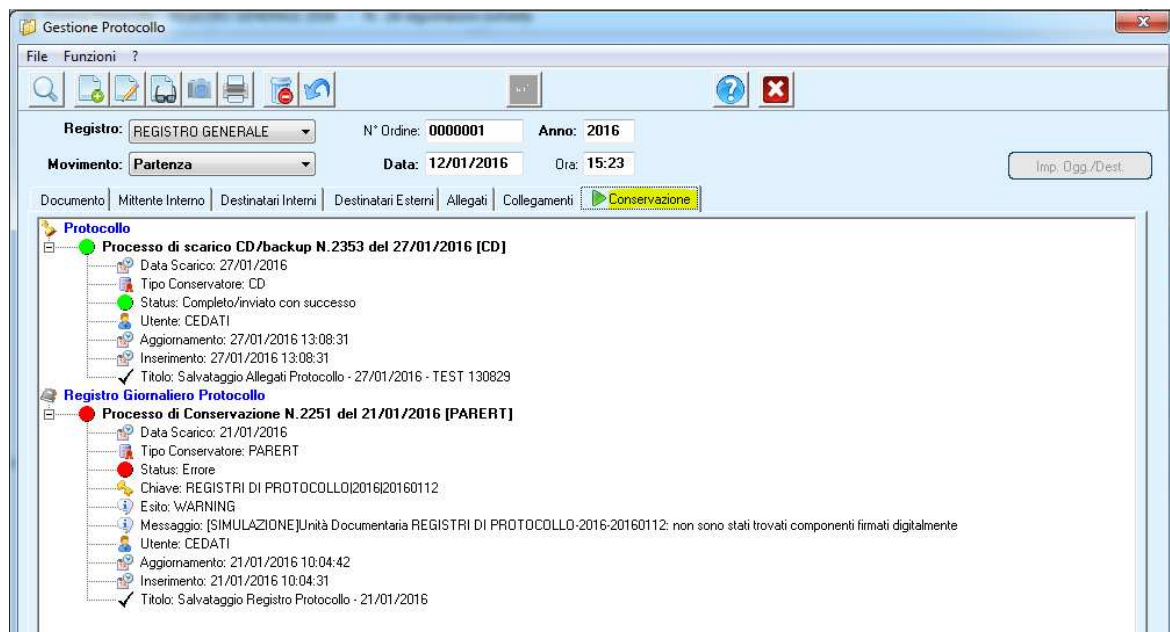 Gestione Protocollo
File Funzioni ?
Registro: REGISTRO GENERALE N° Ordine: 0000001 Anno: 2016
Movimento: Partenza Data: 12/01/2016 Ora: 15:23 Imp. Ogg./Dest.
Documento Mittente Interno Destinatari Interni Destinatari Esterni Allegati Collegamenti Conservazione
Protocollo
Processo di scarico CD/backup N.2353 del 27/01/2016 [CD]
Data Scarico: 27/01/2016
Tipo Conservatore: CD
Status: Completo/inviato con successo
Utente: CEDATI
Aggiornamento: 27/01/2016 13:08:31
Inserimento: 27/01/2016 13:08:31
Titolo: Salvataggio Allegati Protocollo - 27/01/2016 - TEST 130829
Registro Giornaliero Protocollo
Processo di Conservazione N.2251 del 21/01/2016 [PARERT]
Data Scarico: 21/01/2016
Tipo Conservatore: PARERT
Status: Errore
Chiave: REGISTRI DI PROTOCOLLO|2016|20160112
Esito: WARNING
Messaggio: [SIMULAZIONE]Unità Documentaria REGISTRI DI PROTOCOLLO-2016-20160112: non sono stati trovati componenti firmati digitalmente
Utente: CEDATI
Aggiornamento: 21/01/2016 10:04:42
Inserimento: 21/01/2016 10:04:31
Titolo: Salvataggio Registro Protocollo - 21/01/2016